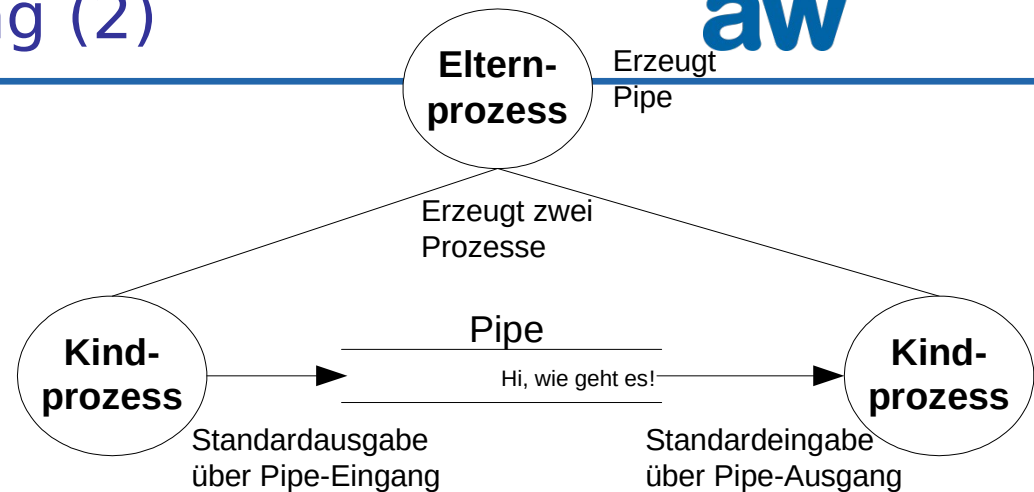 g (2)
aw
Eltern-
prozess
Erzeugt
Pipe
Erzeugt zwei
Prozesse
Kind-
prozess
Pipe
Hi, wie geht es!
Kind-
prozess
Standardausgabe
über Pipe-Eingang
Standardeingabe
über Pipe-Ausgang